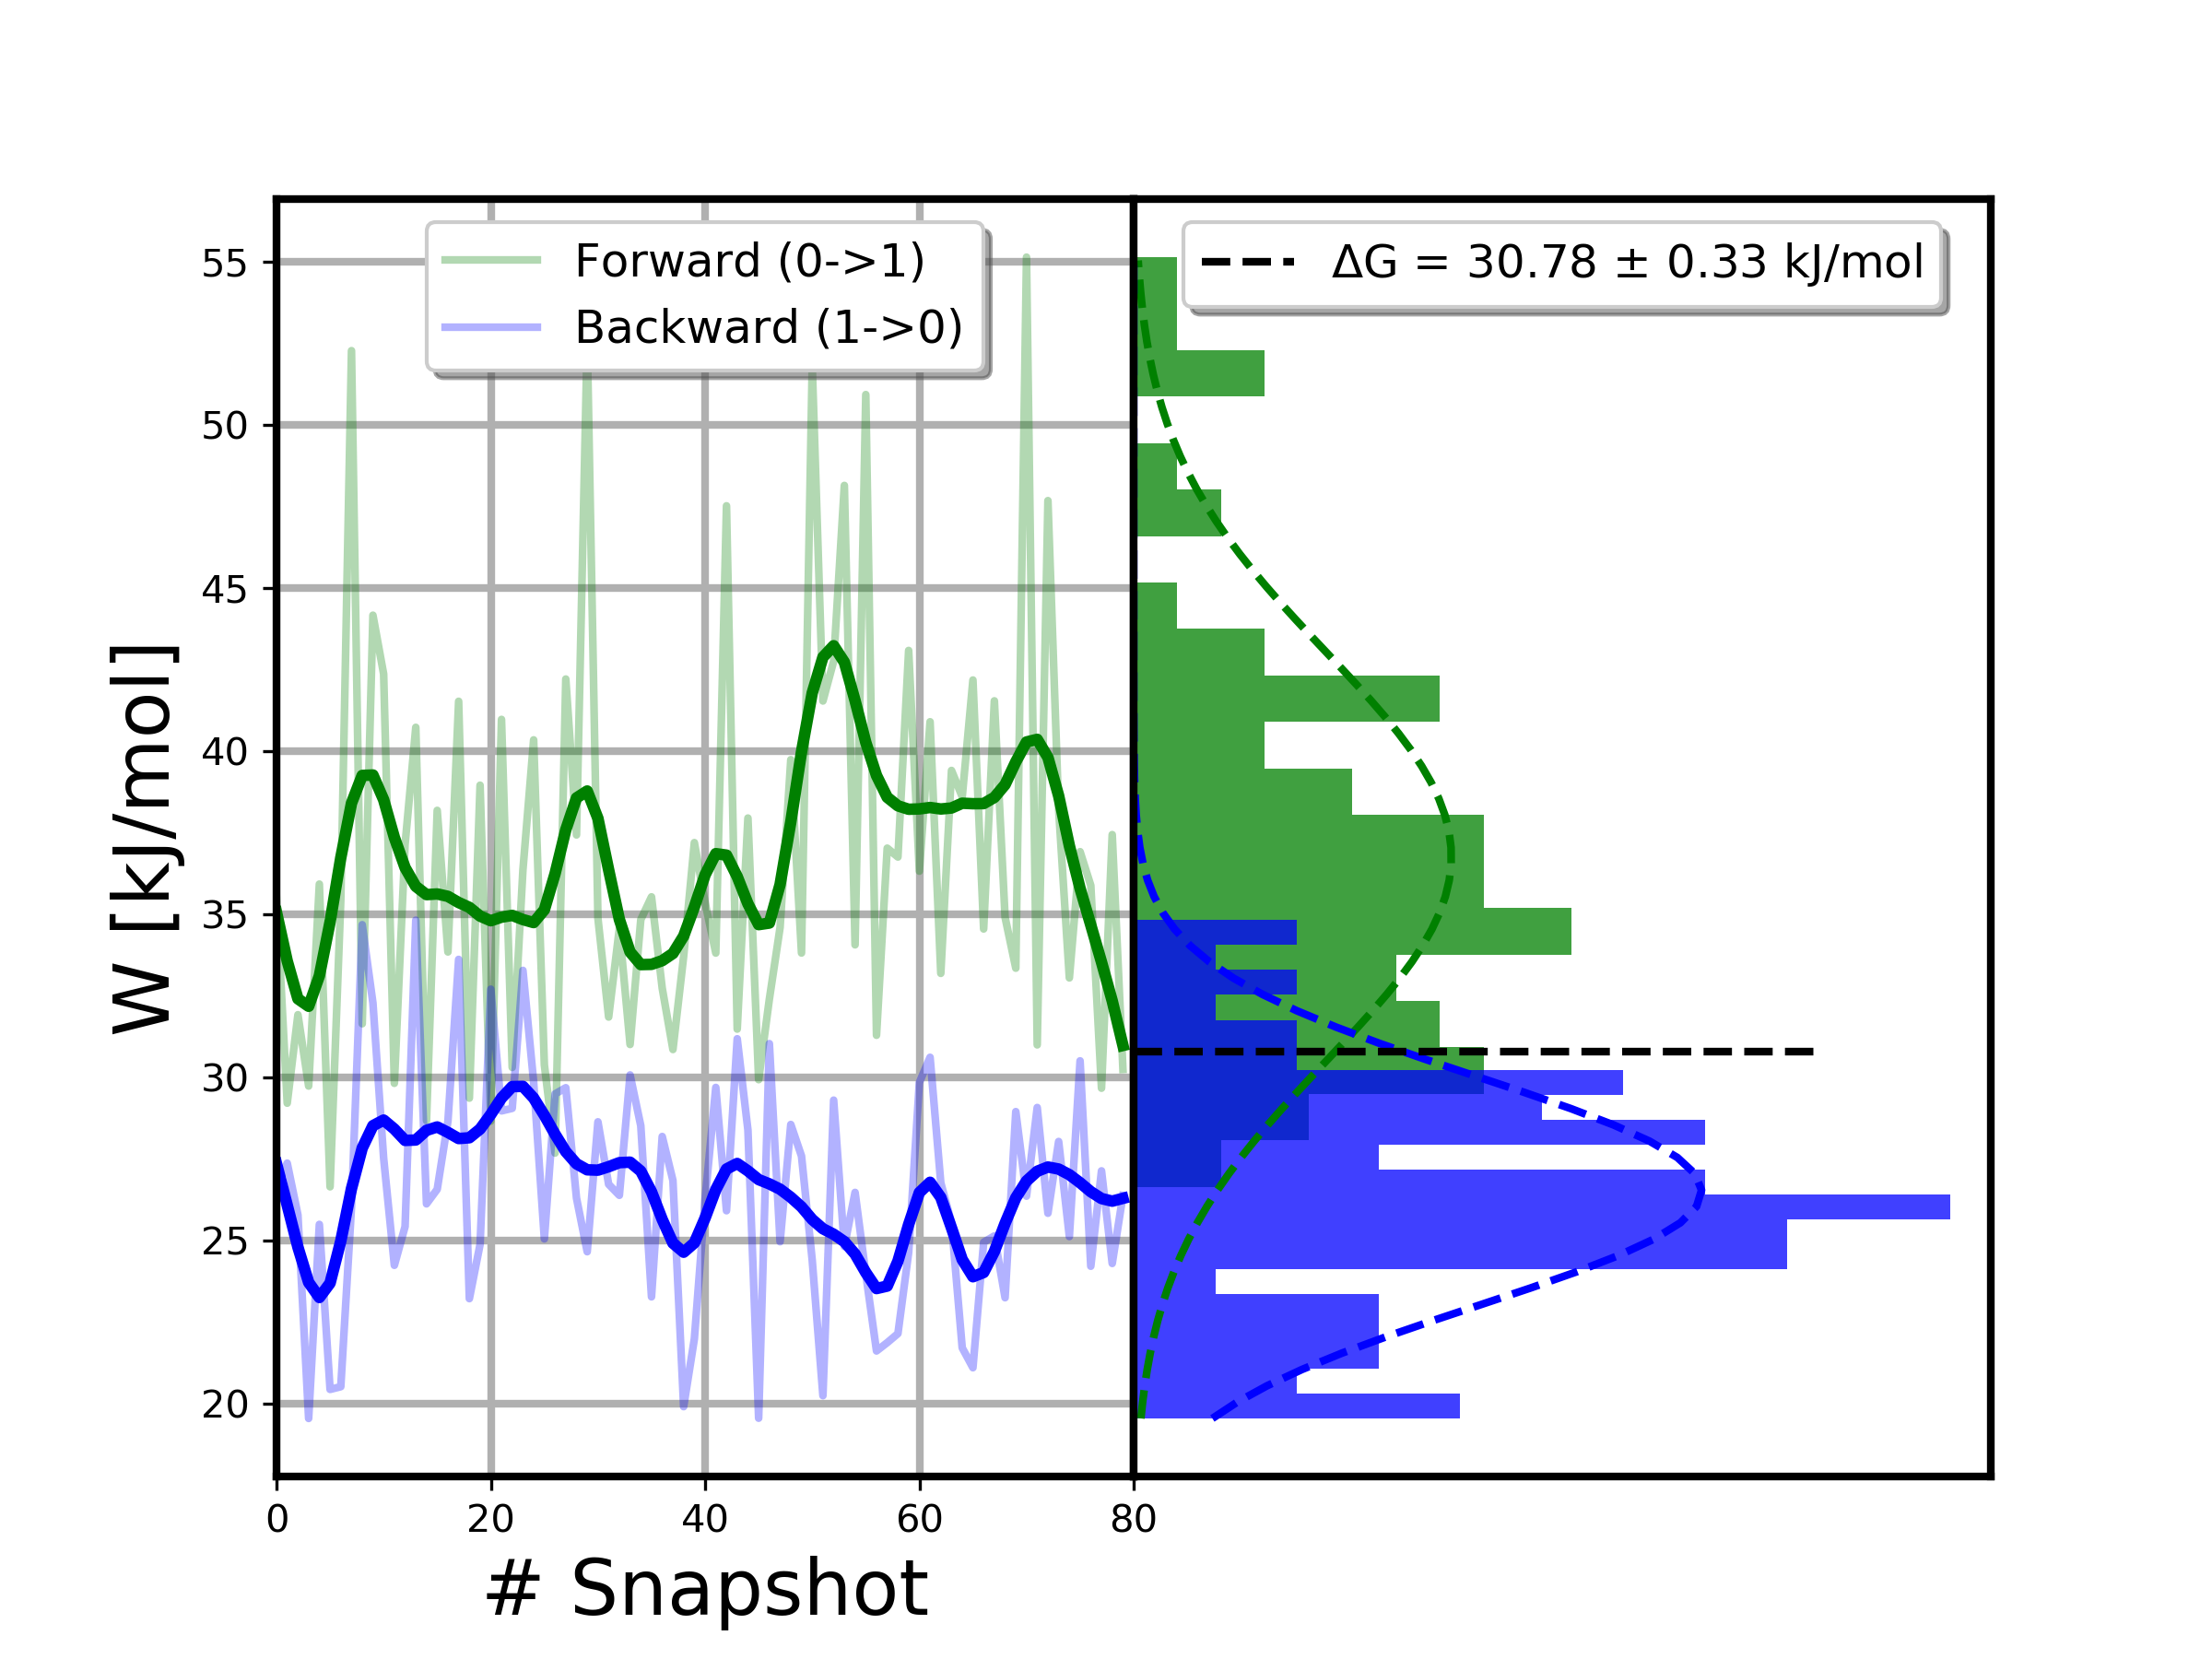 Forward (0->1)
Backward (1->0)
ΔG = 30.78 ± 0.33 kJ/mol
55
50
45
40
35
30
25
20
W [kJ/mol]
0 20 40 60 80
# Snapshot